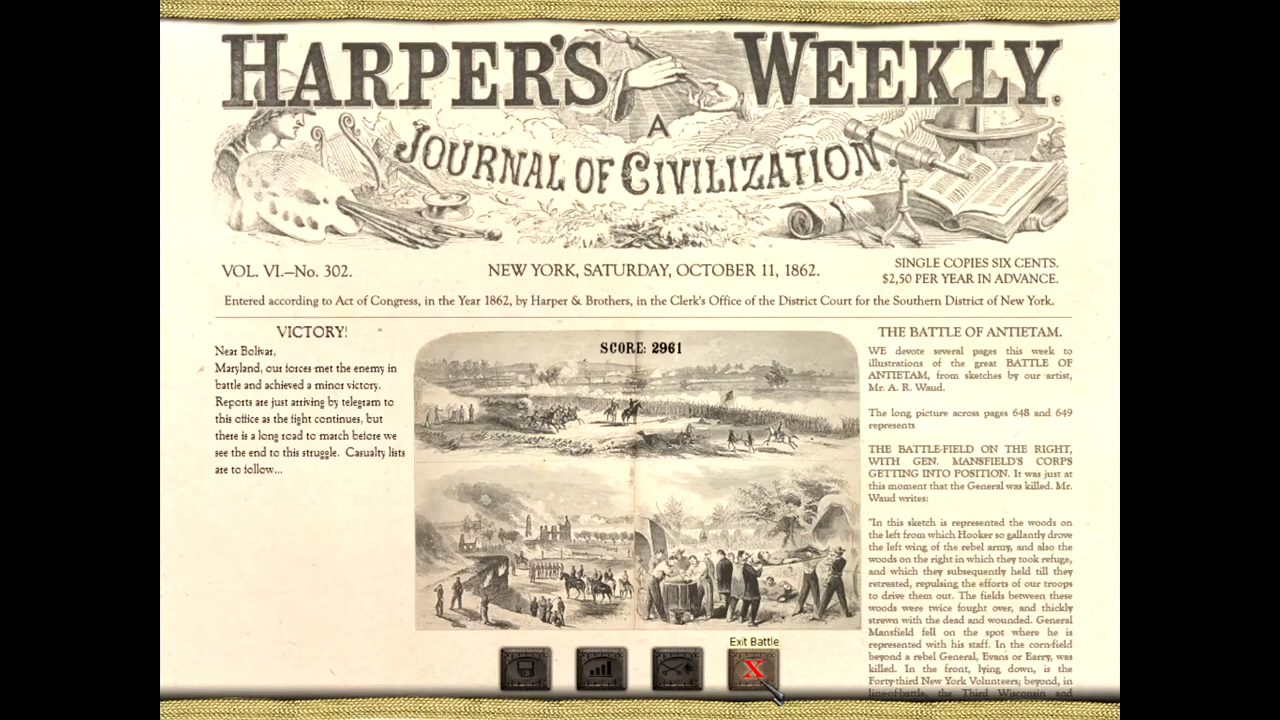 HARPER'S WEEKLY.
A
JOURNAL OF CIVILIZATION
VOL. VI.—No. 302.
NEW YORK, SATURDAY, OCTOBER 11, 1862.
SINGLE COPIES SIX CENTS.
$2,50 PER YEAR IN ADVANCE.
Entered according to Act of Congress, in the Year 1862, by Harper & Brothers, in the Clerk's Office of the District Court for the Southern District of New York.
VICTORY!
Near Bolivar,
Maryland, our forces met the enemy in
battle and achieved a minor victory.
Reports are just arriving by telegram to
this office as the fight continues, but
there is a long road to march before we
see the end to this struggle. Casualty lists
are to follow...
SCORE: 2961
THE BATTLE OF ANTIETAM.
WE devote several pages this week to
illustrations of the great BATTLE OF
ANTIETAM, from sketches by our artist,
Mr. A. R. Waud.
The long picture across pages 648 and 649
represents
THE BATTLE-FIELD ON THE RIGHT,
WITH GEN. MANSFIELD'S CORPS
GETTING INTO POSITION. It was just at
this moment that the General was killed. Mr.
Waud writes:
"In this sketch is represented the woods on
the left from which Hooker so gallantly drove
the left wing of the rebel army, and also the
woods on the right in which they took refuge,
and which they subsequently held till they
retreated, repulsing the efforts of our troops
to drive them out. The fields between these
woods were twice fought over, and thickly
strewn with the dead and wounded. General
Mansfield fell on the spot where he is
represented with his staff. In the corn-field
beyond a rebel General, Evans or Earry, was
killed. In the front, lying down, is the
Forty-third New York Volunteers; beyond, in
line-of-battle, the Third Wisconsin and
Exit Battle
X